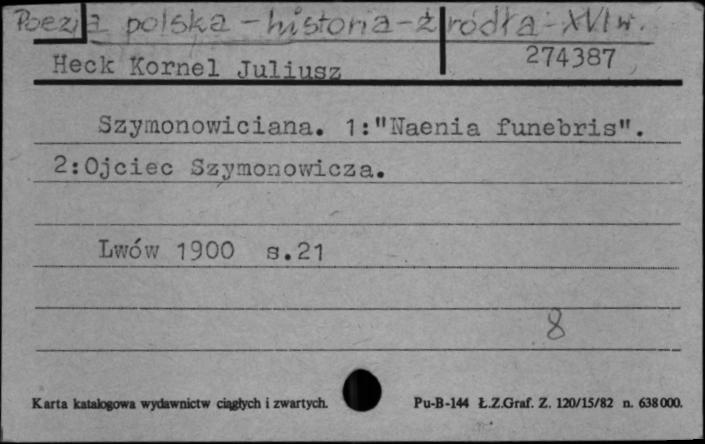 Poezja polska - historia - źródła - XVI w.
Heck Kornel Juliusz
274387
Szymonowiciana. 1:"Naenia funebris".
2:Ojciec Szymonowicza.
Lwów 1900 s.21
8
Karta katalogowa wydawnictw ciągłych i zwartych. Pu-B-144 Ł.Z.Graf. Z. 120/15/82 n. 638000.